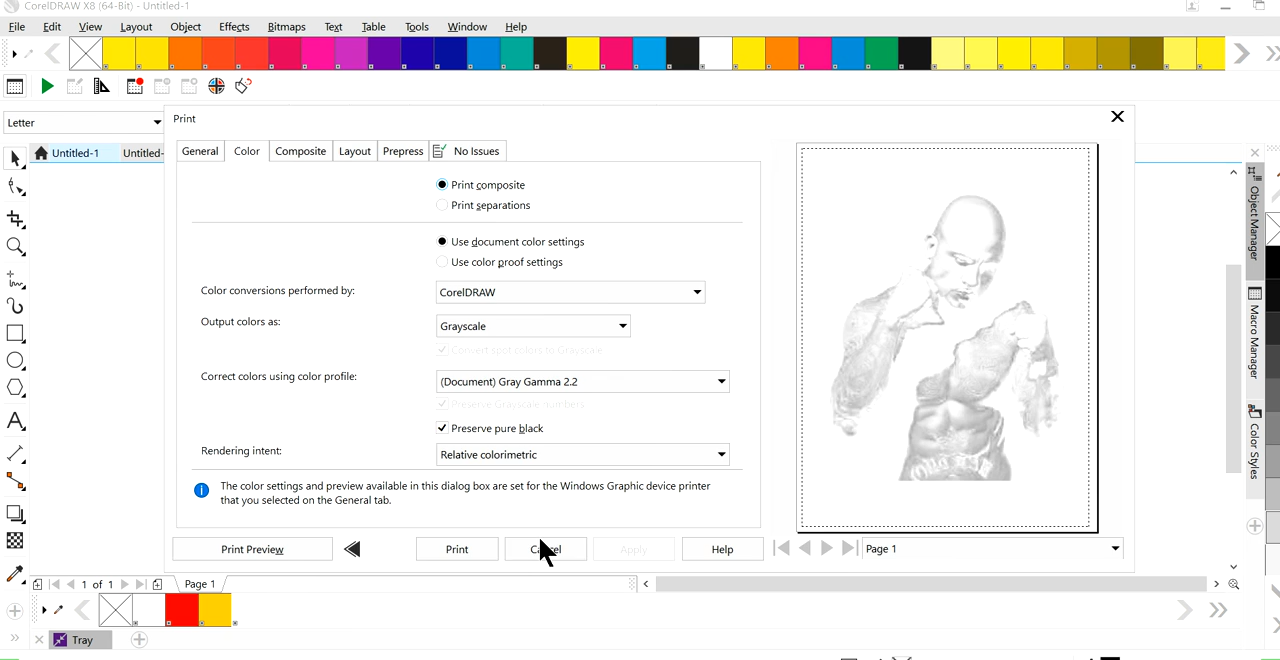 CorelDRAW X8 (64-Bit) - Untitled-1
File Edit View Layout Object Effects Bitmaps Text Table Tools Window Help
Letter
Print
Untitled-1 Untitled-
General Color Composite Layout Prepress No Issues
Print composite
Print separations
Use document color settings
Use color proof settings
Color conversions performed by: CorelDRAW
Output colors as: Grayscale
Convert spot colors to Grayscale
Correct colors using color profile: (Document) Gray Gamma 2.2
Preserve Grayscale numbers
Preserve pure black
Rendering intent: Relative colorimetric
The color settings and preview available in this dialog box are set for the Windows Graphic device printer
that you selected on the General tab.
Print Preview Print Cancel Apply Help Page 1
1 of 1 Page 1
Tray
Object Manager
Macro Manager
Color Styles